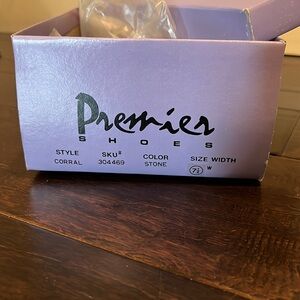 Premier
SHOES
STYLE SKU# COLOR SIZE WIDTH
CORRAL 304469 STONE 7½ W